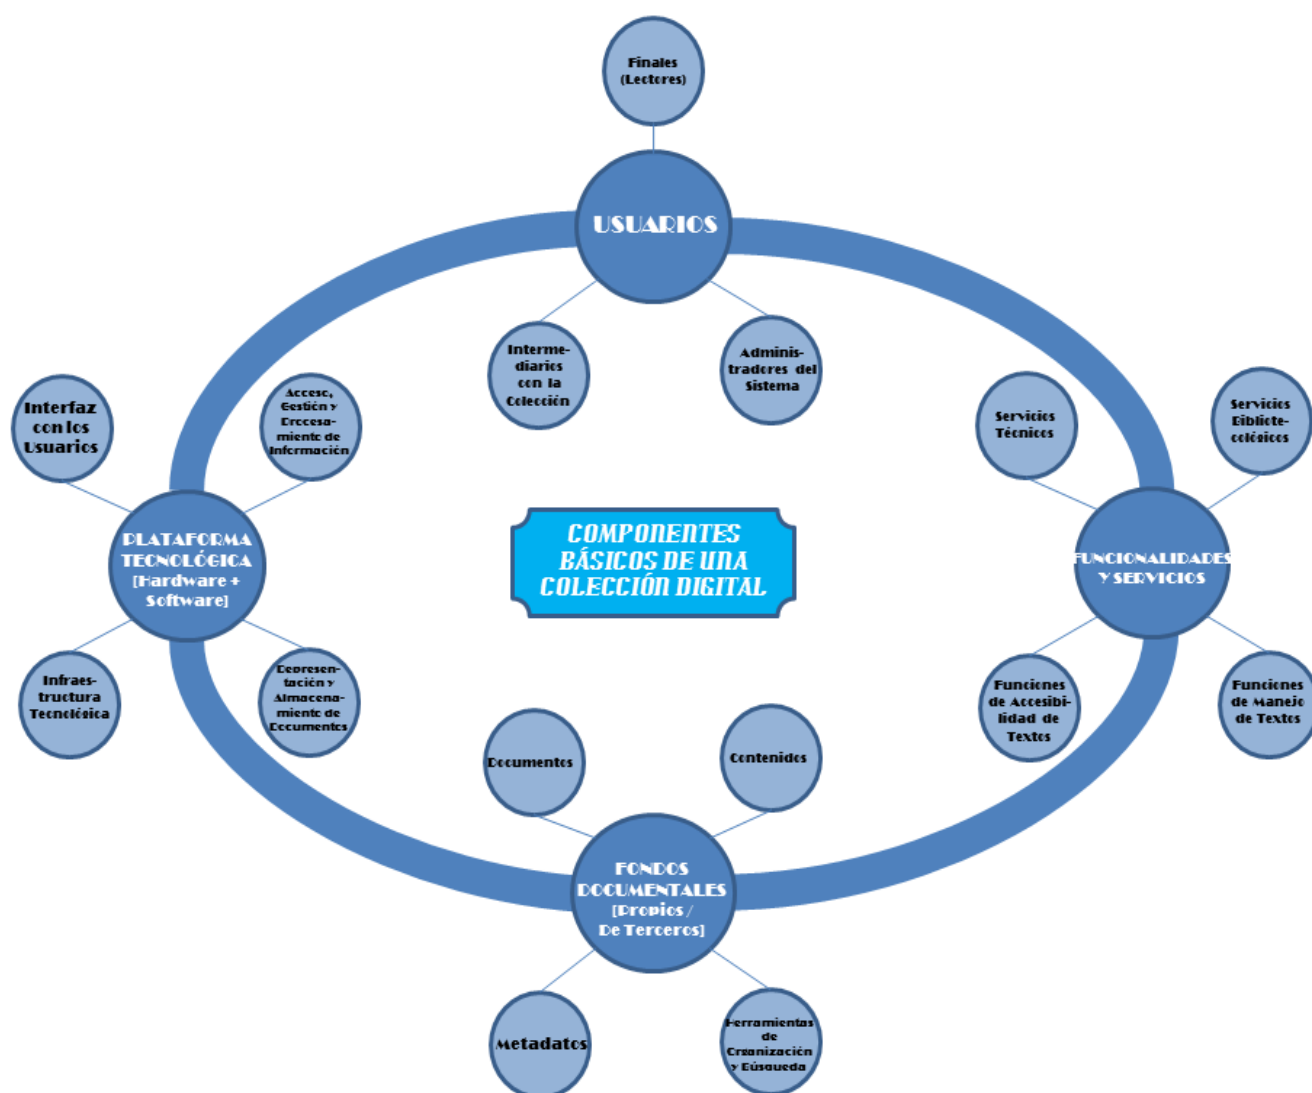 Finales
(Lectores)
USUARIOS
Interme-
diarios
con la
Colección
Adminis-
tradores del
Sistema
Interfaz
con los
Usuarios
Acceso,
Gestión y
Procesa-
miento de
Información
Servicios
Técnicos
Servicios
Bibliote-
cológicos
PLATAFORMA
TECNOLÓGICA
[Hardware +
Software]
COMPONENTES
BÁSICOS DE UNA
COLECCIÓN DIGITAL
FUNCIONALIDADES
Y SERVICIOS
Infraes-
tructura
Tecnológica
Represen-
tación y
Almacena-
miento de
Documentos
Funciones
de Accesibi-
lidad de
Textos
Funciones
de Manejo
de Textos
Documentos
Contenidos
FONDOS
DOCUMENTALES
[Propios /
De Terceros]
Metadatos
Herramientas
de
Organización
y Búsqueda